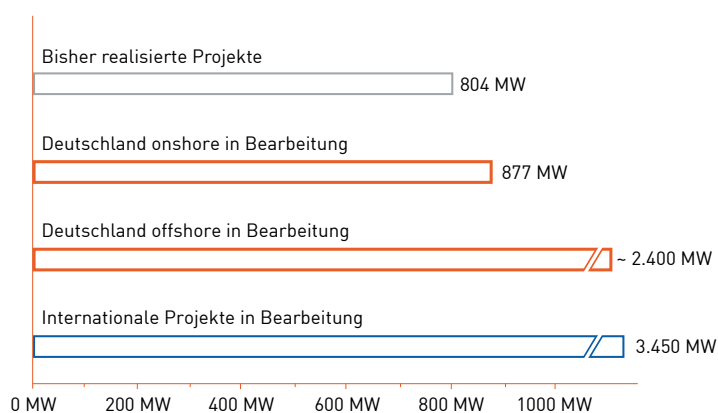 Bisher realisierte Projekte
804 MW
Deutschland onshore in Bearbeitung
877 MW
Deutschland offshore in Bearbeitung
~ 2.400 MW
Internationale Projekte in Bearbeitung
3.450 MW
0 MW 200 MW 400 MW 600 MW 800 MW 1000 MW